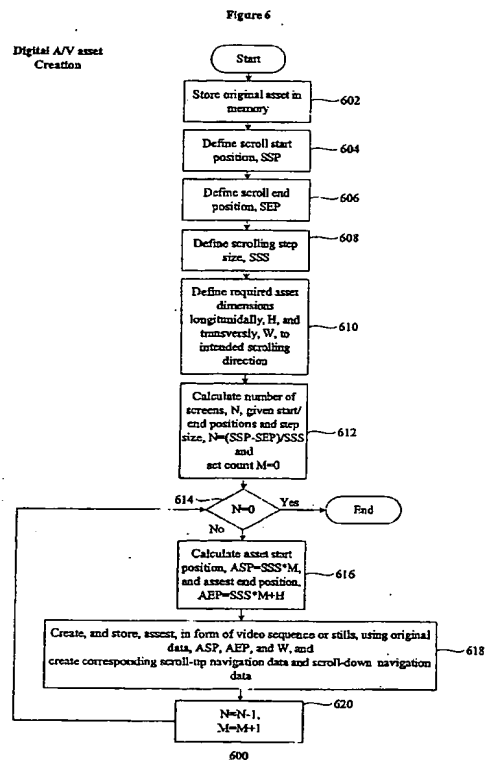 Figure 6
Digital A/V asset
Creation
Start
Store original asset in
memory
602
Define scroll start
position, SSP
604
Define scroll end
position, SEP
606
Define scrolling step
size, SSS
608
Define required asset
dimensions
longitunidally, H, and
transversly, W, to
intended scrolling
direction
610
Calculate number of
screens, N, given start/
end positions and step
size, N=(SSP-SEP)/SSS
and
set count M=0
612
614
N=0
Yes
End
No
Calculate asset start
position, ASP=SSS*M,
and assest end position,
AEP=SSS*M+H
616
Create, and store, assest, in form of video sequence or stills, using original
data, ASP, AEP, and W, and
create corresponding scroll-up navigation data and scroll-down navigation
data
618
620
N=N-1,
M=M+1
600